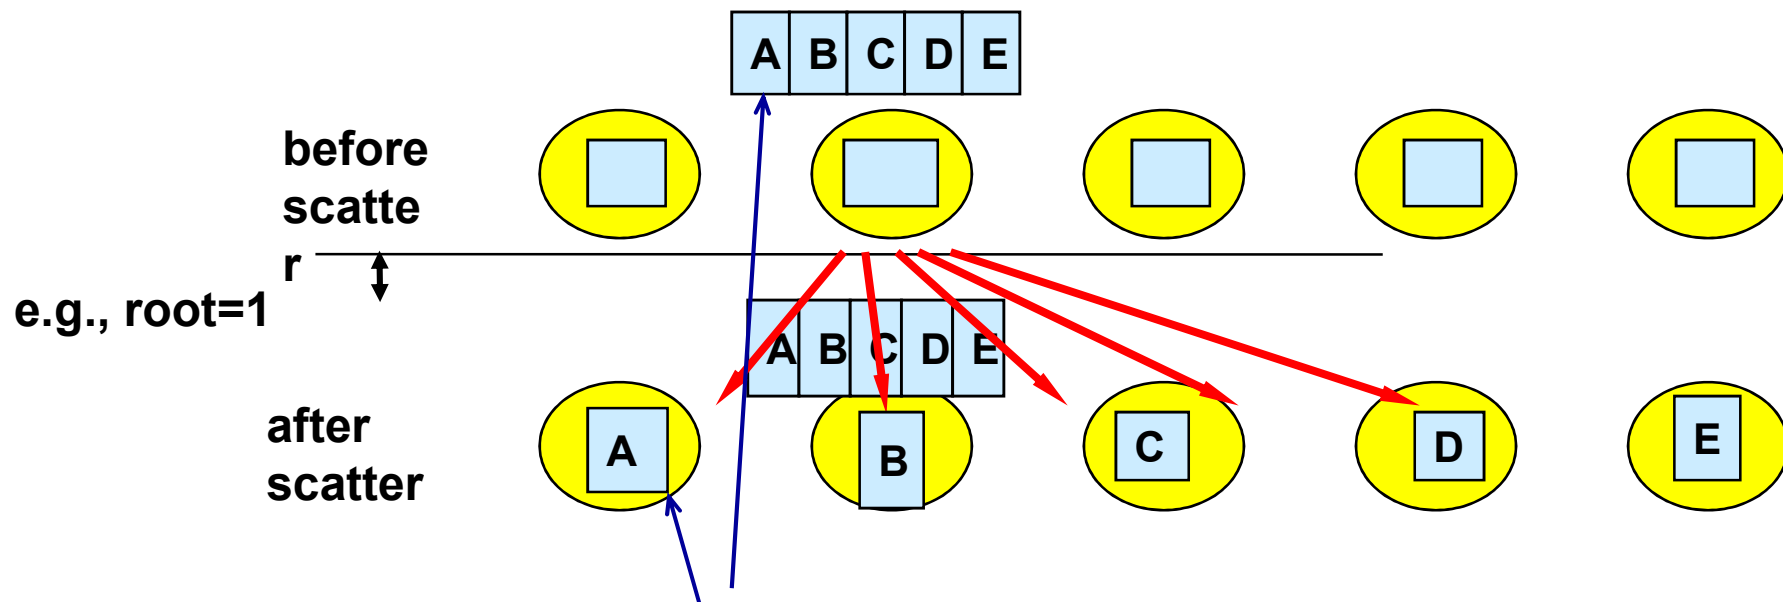 A B C D E
before
scatte
r
e.g., root=1
A B C D E
after
scatter
A B C D E